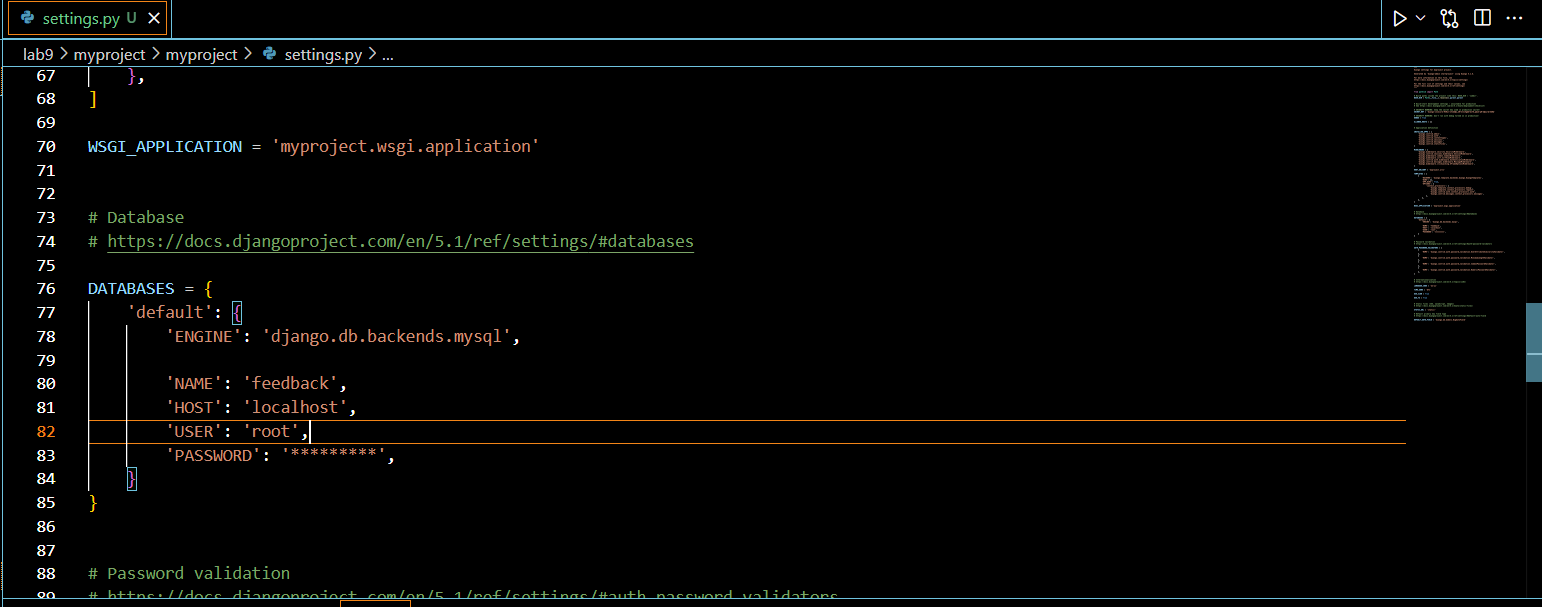 settings.py U
lab9 > myproject > myproject > settings.py > ...
67 },
68 ]
69
70 WSGI_APPLICATION = 'myproject.wsgi.application'
71
72
73 # Database
74 # https://docs.djangoproject.com/en/5.1/ref/settings/#databases
75
76 DATABASES = {
77 'default': {
78 'ENGINE': 'django.db.backends.mysql',
79
80 'NAME': 'feedback',
81 'HOST': 'localhost',
82 'USER': 'root',
83 'PASSWORD': '*********',
84 }
85 }
86
87
88 # Password validation
89 # https://docs.djangoproject.com/en/5.1/ref/settings/#auth-password-validators